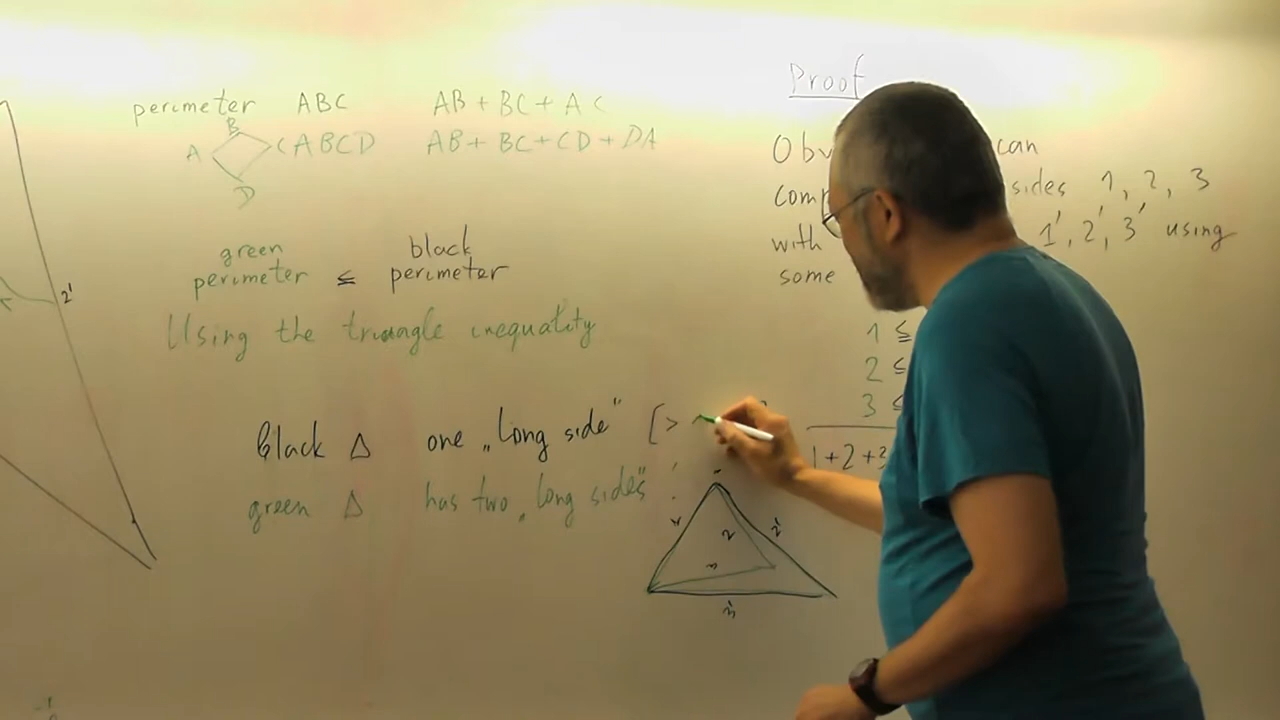 perimeter ABC AB + BC + AC
B
A C ABCD AB + BC + CD + DA
D
green perimeter ≤ black perimeter
2'
Using the triangle inequality
black Δ one „long side" [>
green Δ has two „long sides"
Proof
can
sides 1, 2, 3
with 1', 2', 3' using
some
1 ≤
2 ≤
3 ≤
1+2+3